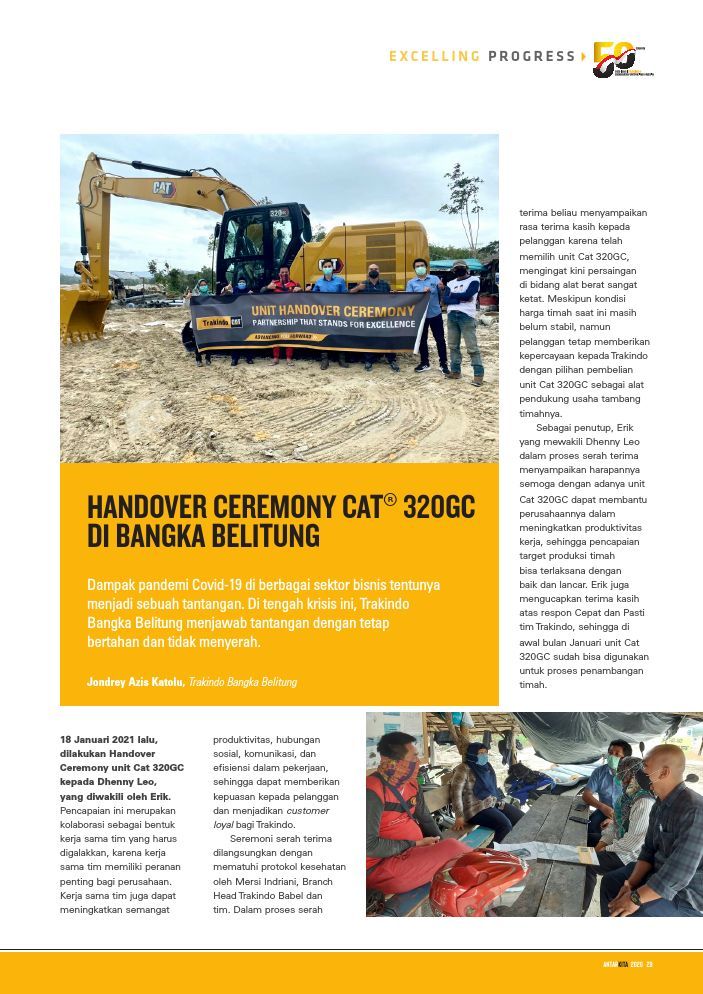 EXCELLING PROGRESS
50
CAT
320GC
UNIT HANDOVER CEREMONY
Trakindo CAT
PARTNERSHIP THAT STANDS FOR EXCELLENCE
HANDOVER CEREMONY CAT® 320GC
DI BANGKA BELITUNG
Dampak pandemi Covid-19 di berbagai sektor bisnis tentunya
menjadi sebuah tantangan. Di tengah krisis ini, Trakindo
Bangka Belitung menjawab tantangan dengan tetap
bertahan dan tidak menyerah.
Jondrey Azis Katolu, Trakindo Bangka Belitung
18 Januari 2021 lalu,
dilakukan Handover
Ceremony unit Cat 320GC
kepada Dhenny Leo,
yang diwakili oleh Erik.
Pencapaian ini merupakan
kolaborasi sebagai bentuk
kerja sama tim yang harus
digalakkan, karena kerja
sama tim memiliki peranan
penting bagi perusahaan.
Kerja sama tim juga dapat
meningkatkan semangat
produktivitas, hubungan
sosial, komunikasi, dan
efisiensi dalam pekerjaan,
sehingga dapat memberikan
kepuasan kepada pelanggan
dan menjadikan customer
loyal bagi Trakindo.
Seremoni serah terima
dilangsungkan dengan
mematuhi protokol kesehatan
oleh Mersi Indriani, Branch
Head Trakindo Babel dan
tim. Dalam proses serah
terima beliau menyampaikan
rasa terima kasih kepada
pelanggan karena telah
memilih unit Cat 320GC,
mengingat kini persaingan
di bidang alat berat sangat
ketat. Meskipun kondisi
harga timah saat ini masih
belum stabil, namun
pelanggan tetap memberikan
kepercayaan kepada Trakindo
dengan pilihan pembelian
unit Cat 320GC sebagai alat
pendukung usaha tambang
timahnya.
Sebagai penutup, Erik
yang mewakili Dhenny Leo
dalam proses serah terima
menyampaikan harapannya
semoga dengan adanya unit
Cat 320GC dapat membantu
perusahaannya dalam
meningkatkan produktivitas
kerja, sehingga pencapaian
target produksi timah
bisa terlaksana dengan
baik dan lancar. Erik juga
mengucapkan terima kasih
atas respon Cepat dan Pasti
tim Trakindo, sehingga di
awal bulan Januari unit Cat
320GC sudah bisa digunakan
untuk proses penambangan
timah.
ANTARKITA 2020